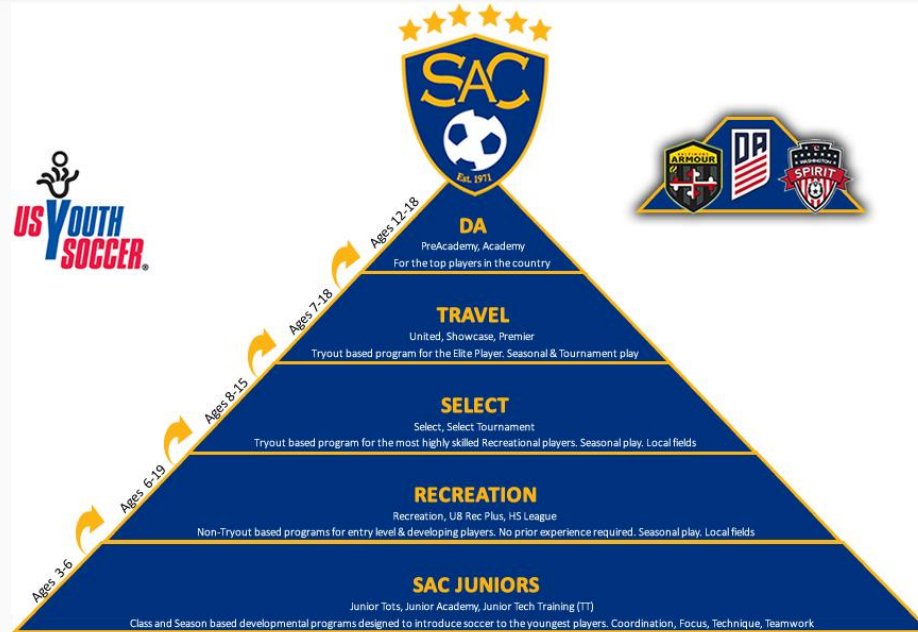 SAC
Est. 1971
US YOUTH
SOCCER®
BALTIMORE
ARMOUR
DA
WASHINGTON
SPIRIT
Ages 12-18
DA
PreAcademy, Academy
For the top players in the country
Ages 7-18
TRAVEL
United, Showcase, Premier
Tryout based program for the Elite Player. Seasonal & Tournament play
Ages 8-15
SELECT
Select, Select Tournament
Tryout based program for the most highly skilled Recreational players. Seasonal play. Local fields
Ages 6-19
RECREATION
Recreation, U8 Rec Plus, HS League
Non-Tryout based programs for entry level & developing players. No prior experience required. Seasonal play. Local fields
Ages 3-6
SAC JUNIORS
Junior Tots, Junior Academy, Junior Tech Training (TT)
Class and Season based developmental programs designed to introduce soccer to the youngest players. Coordination, Focus, Technique, Teamwork